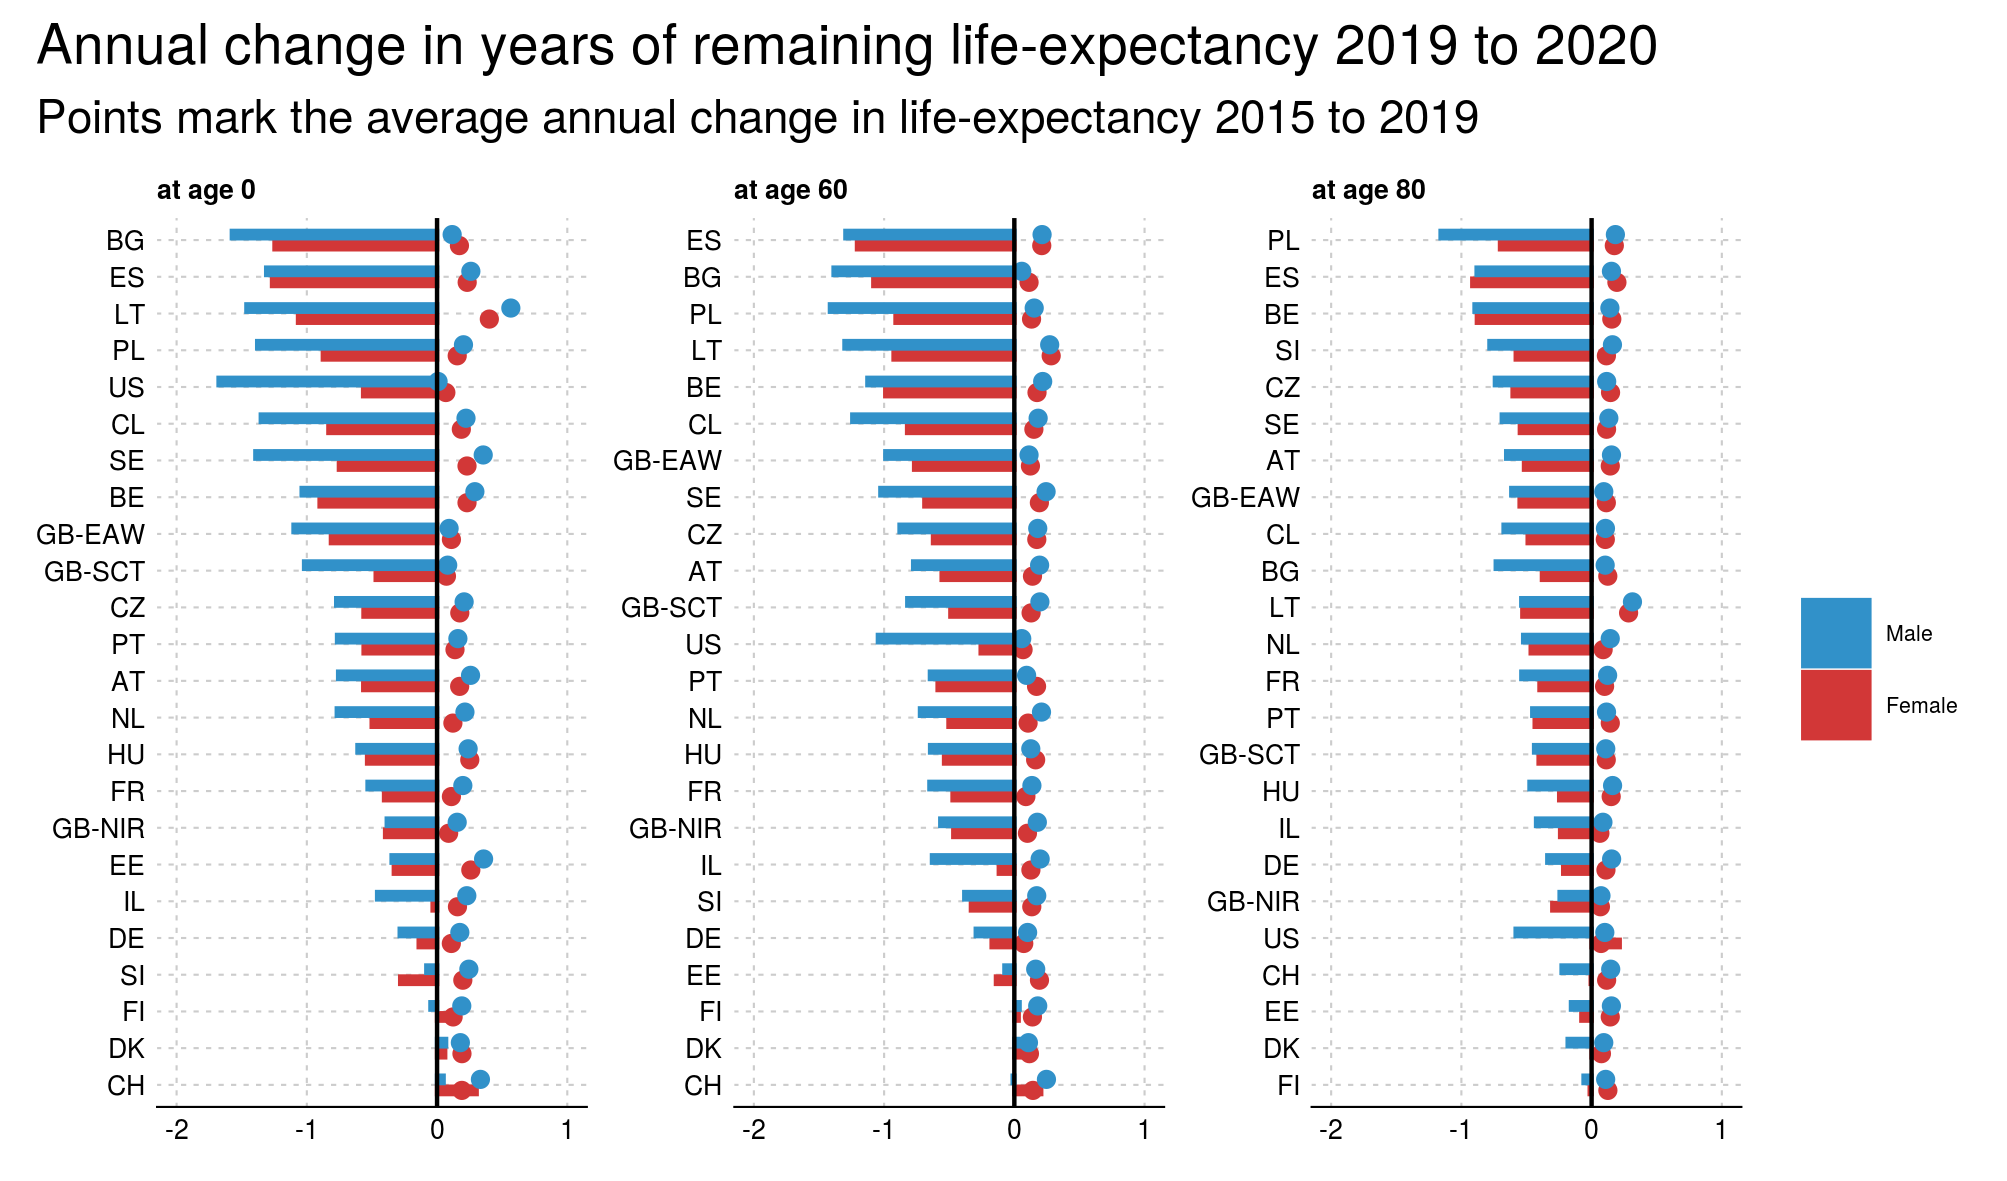 Annual change in years of remaining life-expectancy 2019 to 2020
Points mark the average annual change in life-expectancy 2015 to 2019
at age 0
BG
ES
LT
PL
US
CL
SE
BE
GB-EAW
GB-SCT
CZ
PT
AT
NL
HU
FR
GB-NIR
EE
IL
DE
SI
FI
DK
CH
-2 -1 0 1
at age 60
ES
BG
PL
LT
BE
CL
GB-EAW
SE
CZ
AT
GB-SCT
US
PT
NL
HU
FR
GB-NIR
IL
SI
DE
EE
FI
DK
CH
-2 -1 0 1
at age 80
PL
ES
BE
SI
CZ
SE
AT
GB-EAW
CL
BG
LT
NL
FR
PT
GB-SCT
HU
IL
DE
GB-NIR
US
CH
EE
DK
FI
-2 -1 0 1
Male
Female